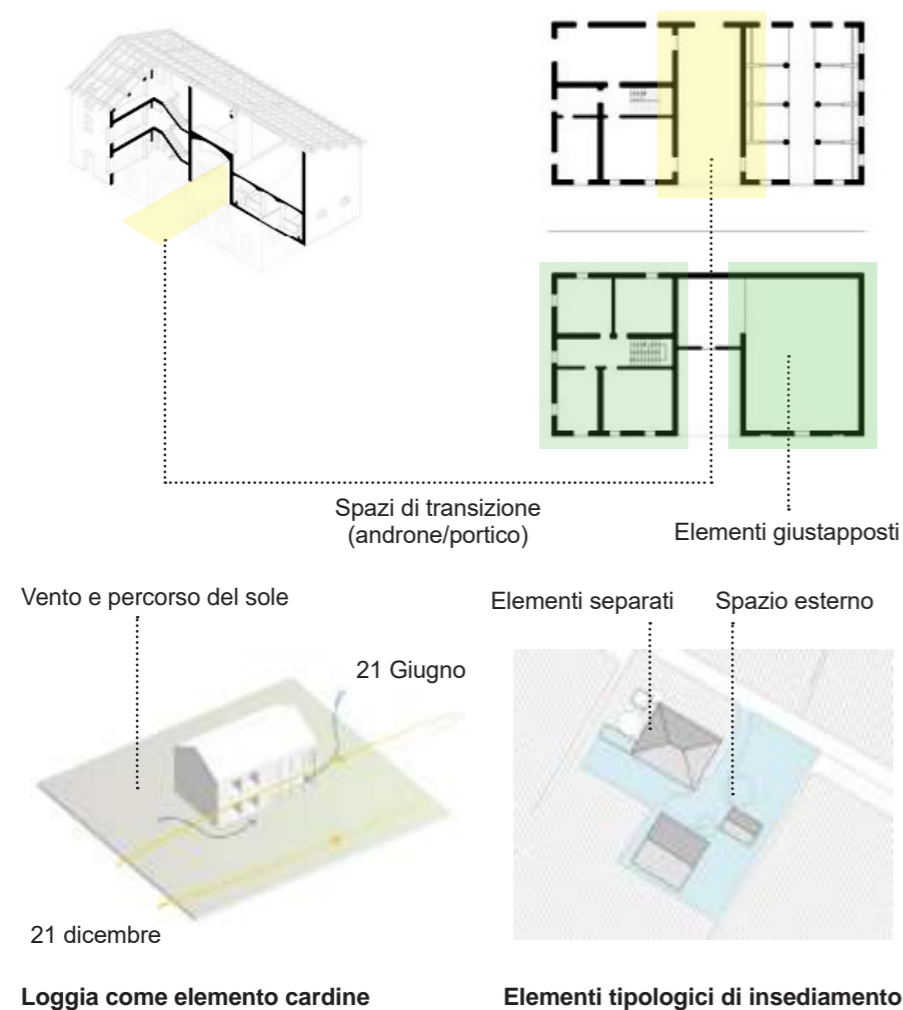 Spazi di transizione
(androne/portico)
Elementi giustapposti
Vento e percorso del sole
Elementi separati
Spazio esterno
21 Giugno
21 dicembre
Loggia come elemento cardine
Elementi tipologici di insediamento